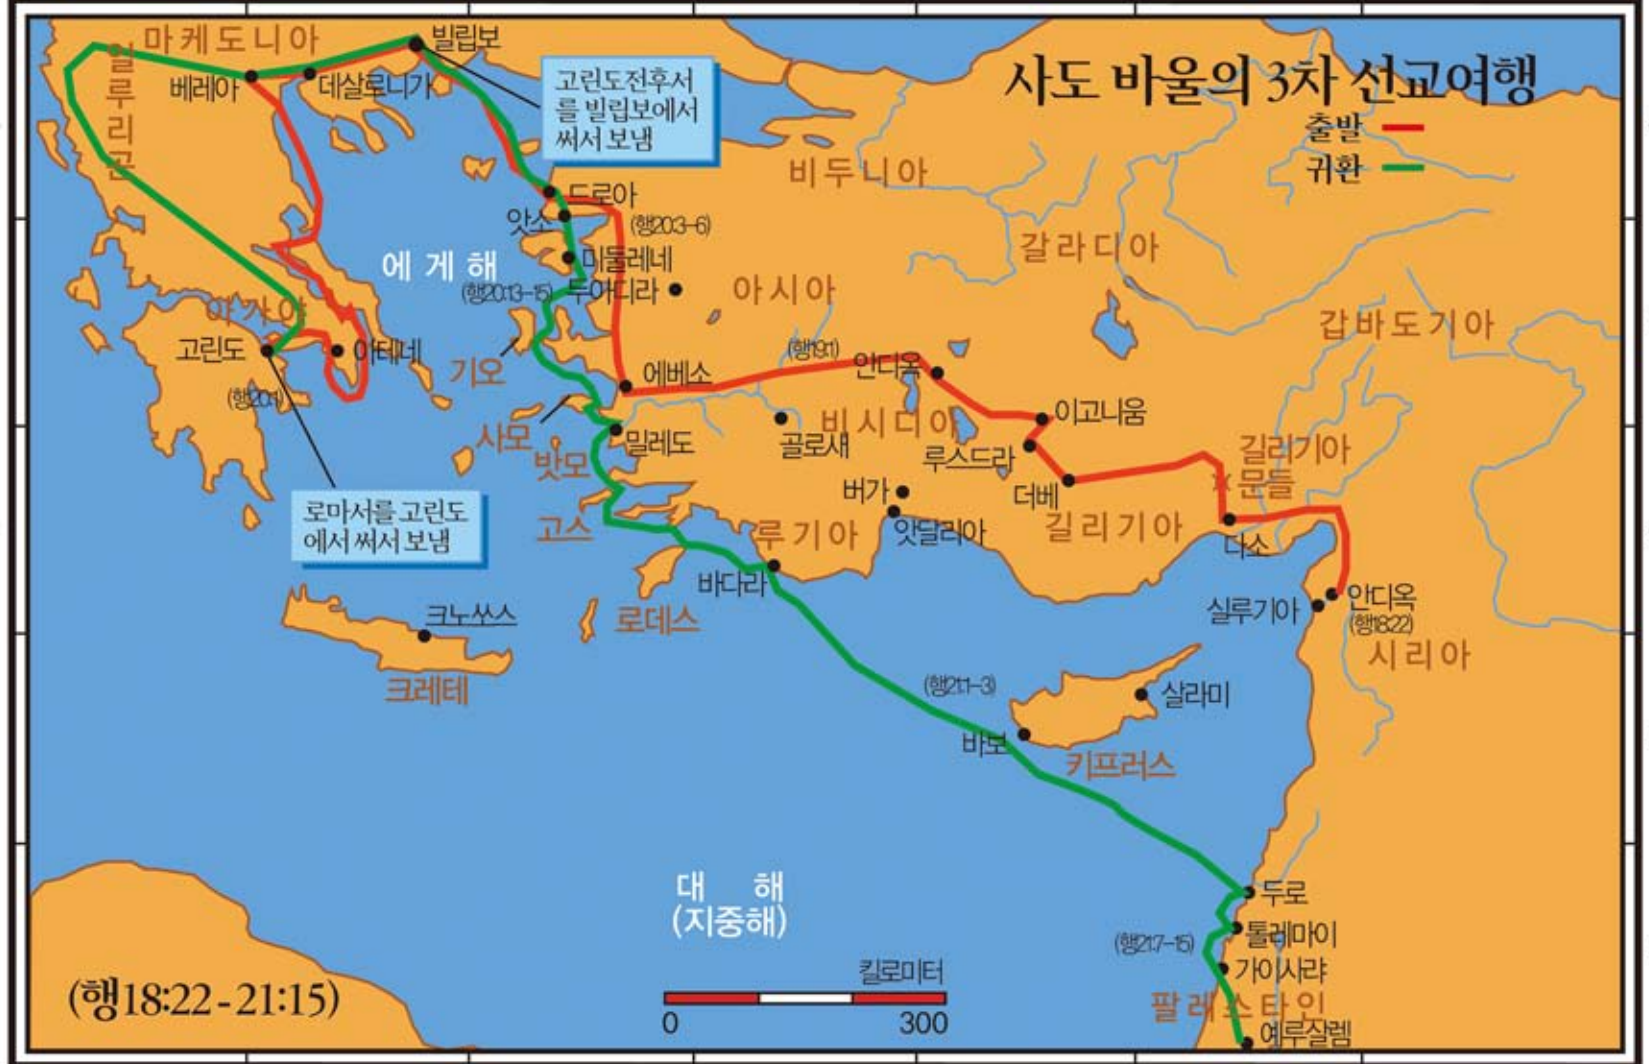 사도 바울의 3차 선교여행
출발
귀환
마케도니아
일루리곤
빌립보
베레아
데살로니가
고린도전후서
를 빌립보에서
써서 보냄
비두니아
드로아
앗소
(행20:3-6)
갈라디아
에게해
미둘레네
(행20:13-15)
두아디라
아시아
아가야
갑바도기아
고린도
아테네
(행19:1)
기오
에베소
안디옥
(행20:1)
사모
밀레도
골로새
비시디아
이고니움
루스드라
길리기아
문들
밧모
버가
더베
로마서를 고린도
에서 써서 보냄
고스
루기아
앗달리아
길리기아
다소
바다라
크노쏘스
로데스
실루기아
안디옥
(행18:22)
시리아
크레테
(행21:1-3)
살라미
바보
키프러스
대 해
(지중해)
두로
톨레마이
(행21:7-15)
가이사랴
킬로미터
0 300
팔레스타인
예루살렘
(행18:22-21:15)